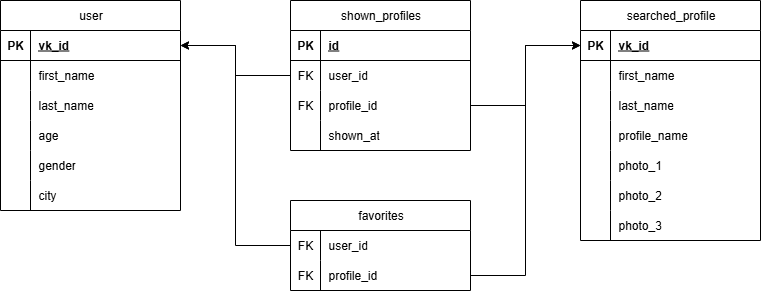 user
PK vk_id
first_name
last_name
age
gender
city
shown_profiles
PK id
FK user_id
FK profile_id
shown_at
favorites
FK user_id
FK profile_id
searched_profile
PK vk_id
first_name
last_name
profile_name
photo_1
photo_2
photo_3